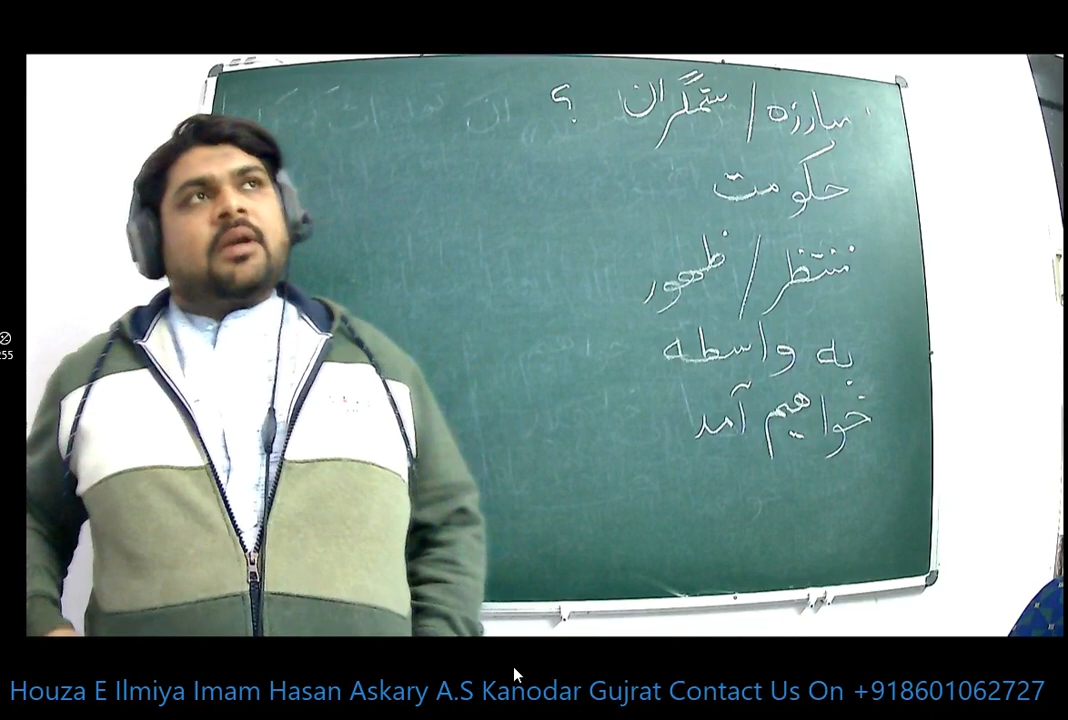 مبارزه / ستمگران ؟
حکومت
منتظر / ظهور
به واسطه
خواهیم آمد
255
Houza E Ilmiya Imam Hasan Askary A.S Kanodar Gujrat Contact Us On +918601062727